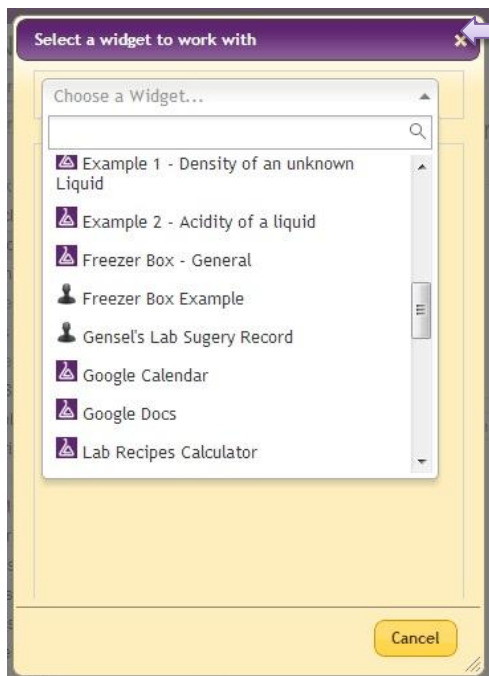 Select a widget to work with
Choose a Widget...
Example 1 - Density of an unknown
Liquid
Example 2 - Acidity of a liquid
Freezer Box - General
Freezer Box Example
Gensel's Lab Sugery Record
Google Calendar
Google Docs
Lab Recipes Calculator
Cancel